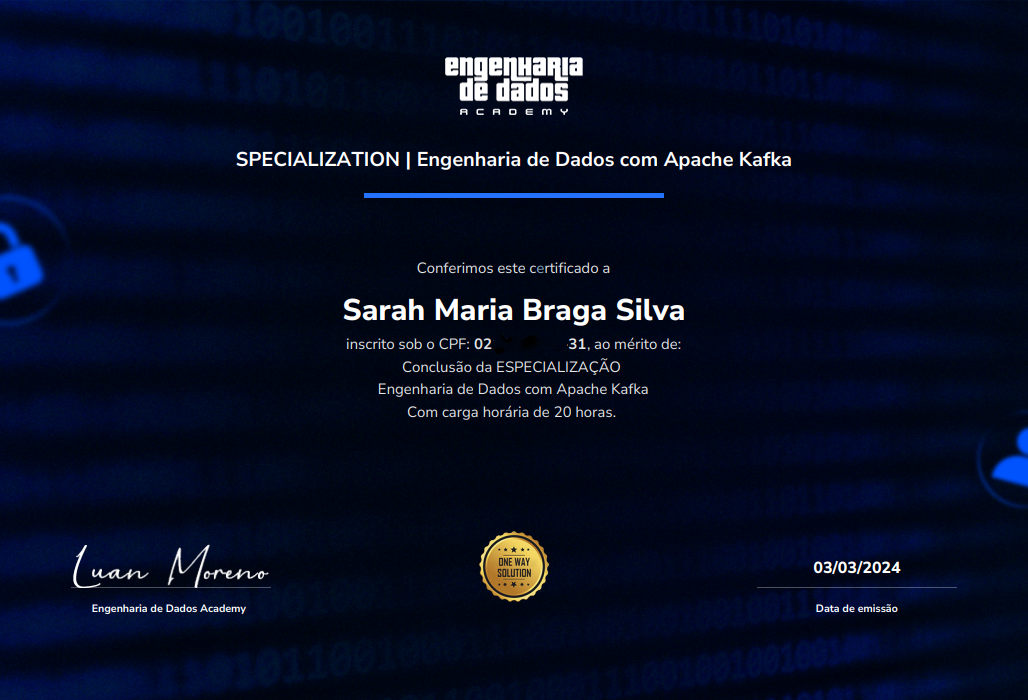 engenharia
de dados
ACADEMY
SPECIALIZATION | Engenharia de Dados com Apache Kafka
Conferimos este certificado a
Sarah Maria Braga Silva
inscrito sob o CPF: 02 31, ao mérito de:
Conclusão da ESPECIALIZAÇÃO
Engenharia de Dados com Apache Kafka
Com carga horária de 20 horas.
Luan Moreno
Engenharia de Dados Academy
ONE WAY
SOLUTION
03/03/2024
Data de emissão